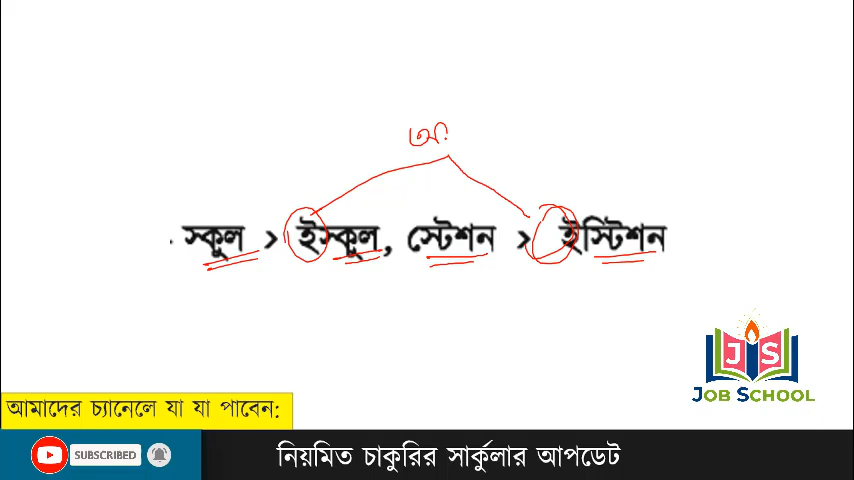 স্কুল > ইস্কুল, স্টেশন > ইস্টিশন
JS
JOB SCHOOL
আমাদের চ্যানেলে যা যা পাবেন:
SUBSCRIBED
নিয়মিত চাকুরির সার্কুলার আপডেট